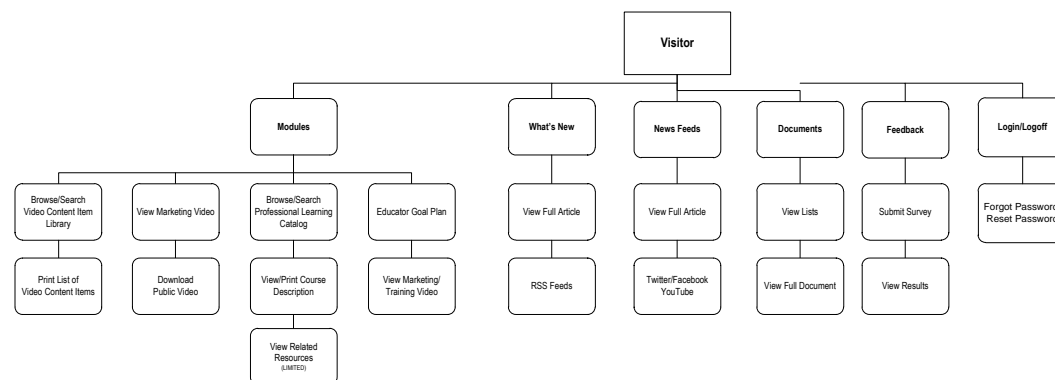 Visitor
Modules
What's New
News Feeds
Documents
Feedback
Login/Logoff
Browse/Search
Video Content Item
Library
View Marketing Video
Browse/Search
Professional Learning
Catalog
Educator Goal Plan
View Full Article
View Full Article
View Lists
Submit Survey
Forgot Password
Reset Password
Print List of
Video Content Items
Download
Public Video
View/Print Course
Description
View Marketing/
Training Video
RSS Feeds
Twitter/Facebook
YouTube
View Full Document
View Results
View Related
Resources
(LIMITED)